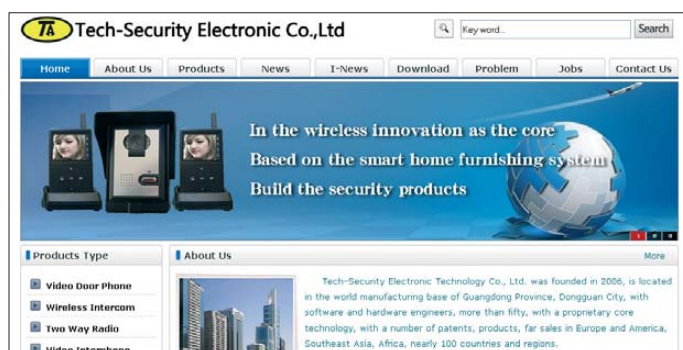 TA Tech-Security Electronic Co.,Ltd
Key word...
Search
Home About Us Products News I-News Download Problem Jobs Contact Us
In the wireless innovation as the core
Based on the smart home furnishing system
Build the security products
1 2 3
Products Type
Video Door Phone
Wireless Intercom
Two Way Radio
Video Interphone
About Us
More
Tech-Security Electronic Technology Co., Ltd. was founded in 2006, is located
in the world manufacturing base of Guangdong Province, Dongguan City, with
software and hardware engineers, more than fifty, with a proprietary core
technology, with a number of patents, products, far sales in Europe and America,
Southeast Asia, Africa, nearly 100 countries and regions.